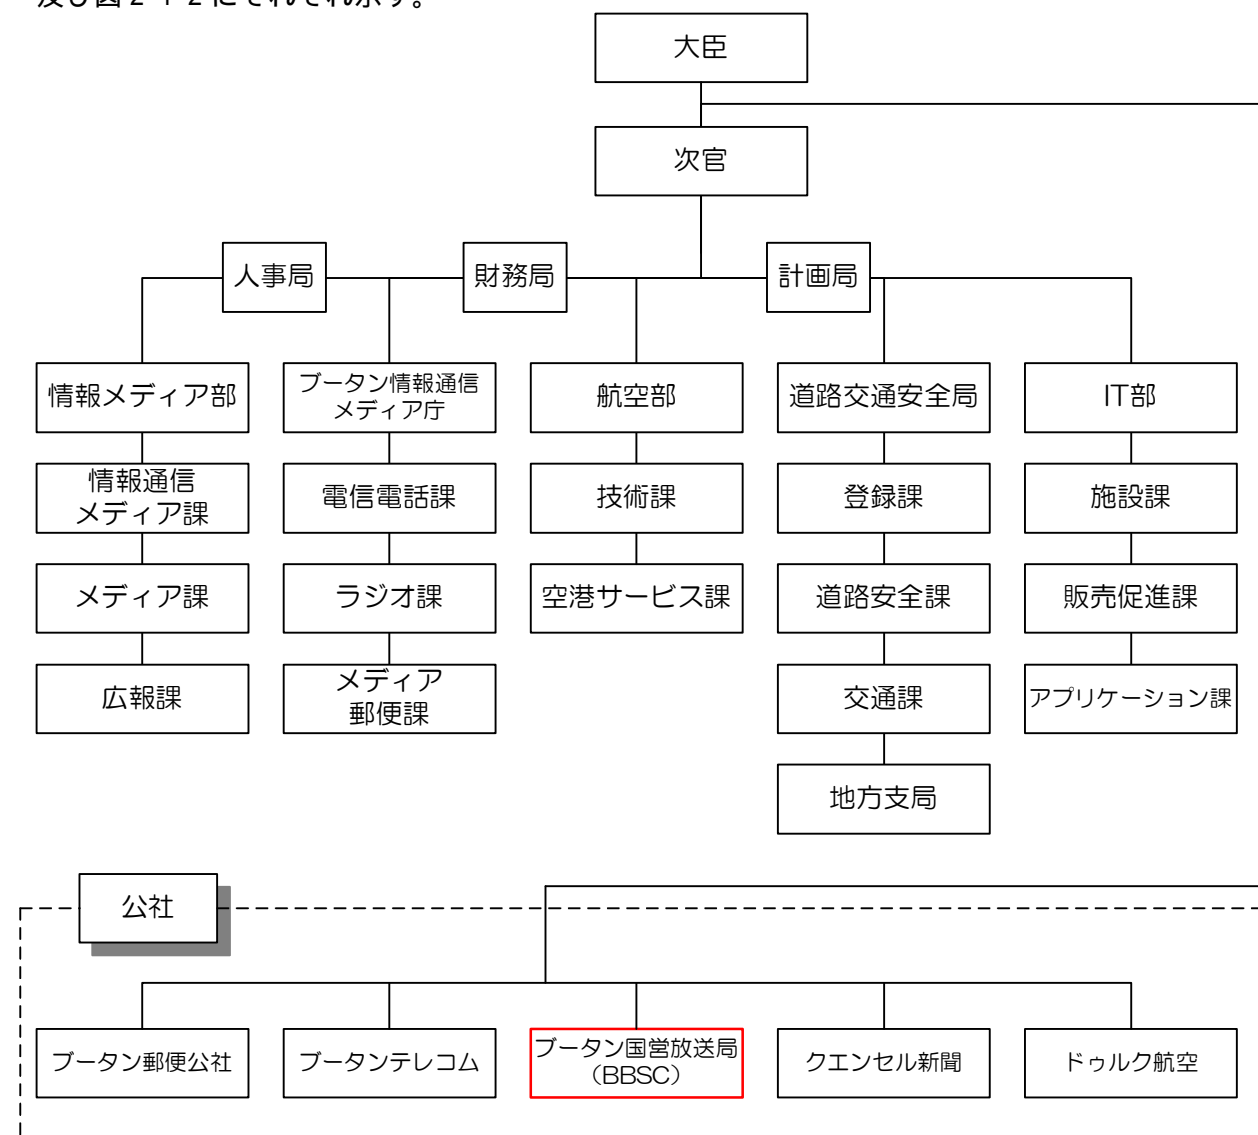 大臣
次官
人事局
財務局
計画局
情報メディア部
ブータン情報通信
メディア庁
航空部
道路交通安全局
IT部
情報通信
メディア課
電信電話課
技術課
登録課
施設課
メディア課
ラジオ課
空港サービス課
道路安全課
販売促進課
広報課
メディア
郵便課
交通課
アプリケーション課
地方支局
公社
ブータン郵便公社
ブータンテレコム
ブータン国営放送局
（BBSC）
クエンセル新聞
ドゥルク航空